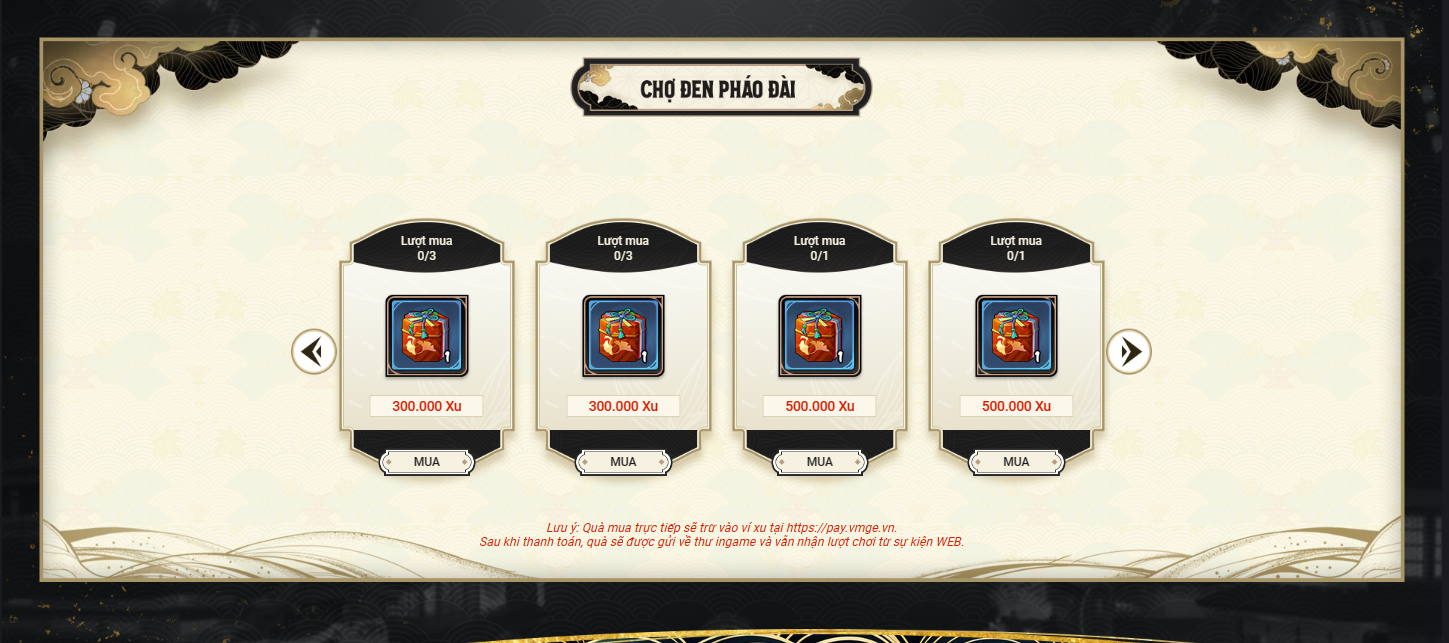 CHỢ ĐEN PHÁO ĐÀI
Lượt mua
0/3
Lượt mua
0/3
Lượt mua
0/1
Lượt mua
0/1
300.000 Xu
300.000 Xu
500.000 Xu
500.000 Xu
MUA
MUA
MUA
MUA
Lưu ý: Quà mua trực tiếp sẽ trừ vào ví xu tại https://pay.vmge.vn.
Sau khi thanh toán, quà sẽ được gửi về thư ingame và vẫn nhận lượt chơi từ sự kiện WEB.